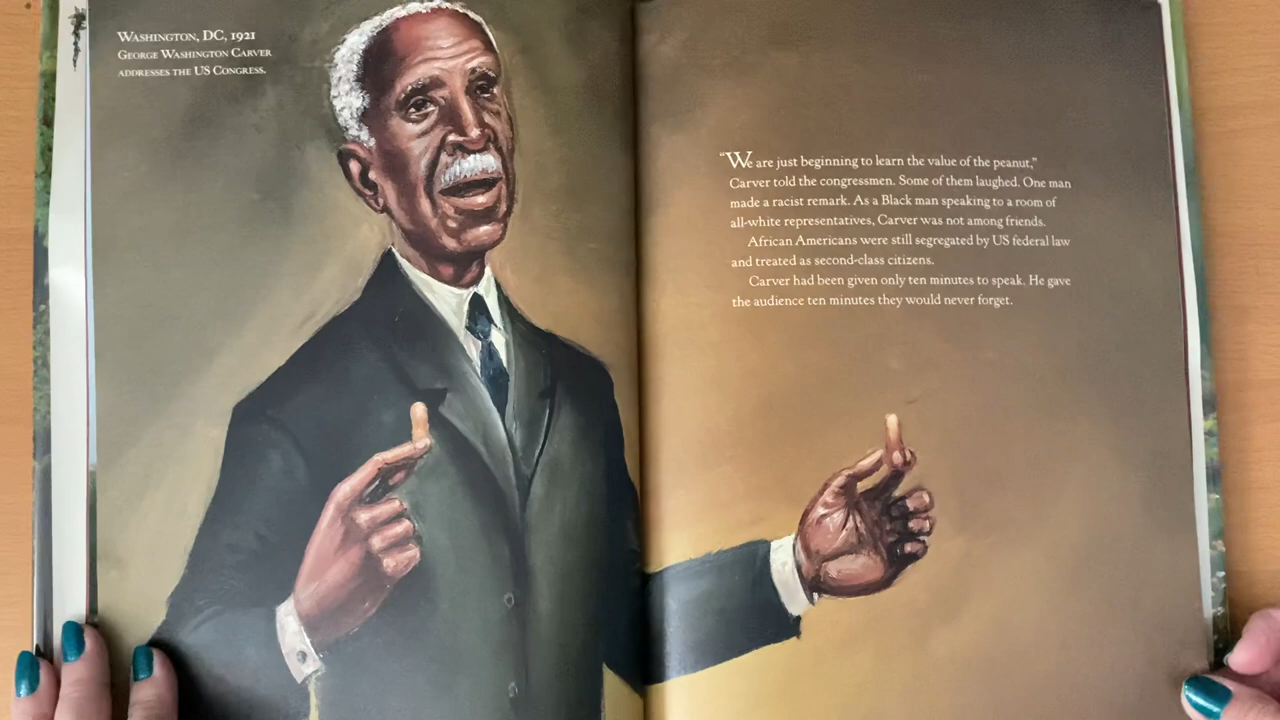 WASHINGTON, DC, 1921
GEORGE WASHINGTON CARVER
ADDRESSES THE US CONGRESS.
“We are just beginning to learn the value of the peanut,”
Carver told the congressmen. Some of them laughed. One man
made a racist remark. As a Black man speaking to a room of
all-white representatives, Carver was not among friends.
African Americans were still segregated by US federal law
and treated as second-class citizens.
Carver had been given only ten minutes to speak. He gave
the audience ten minutes they would never forget.